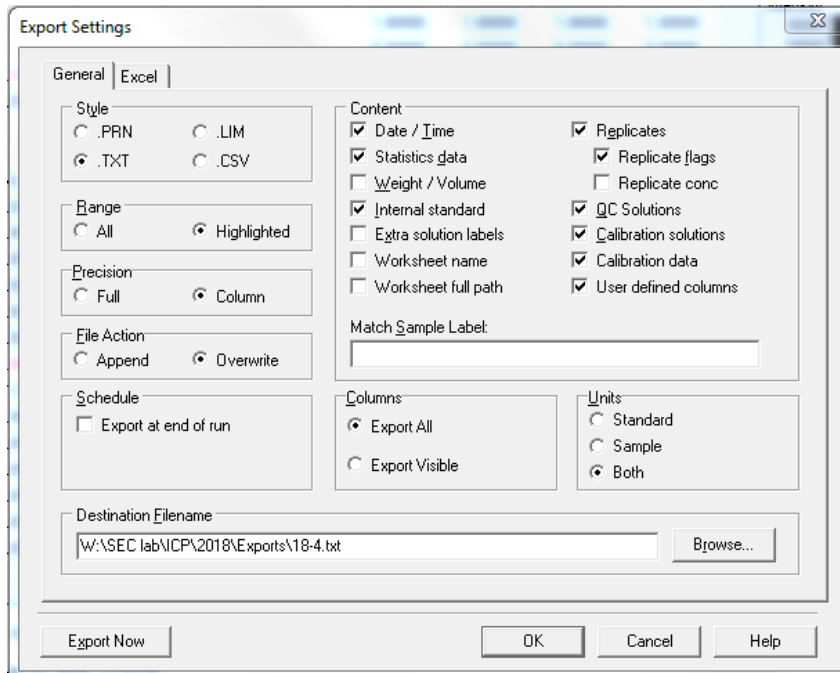 Export Settings
General Excel
Style
.PRN .LIM
.TXT .CSV
Range
All Highlighted
Precision
Full Column
File Action
Append Overwrite
Schedule
Export at end of run
Content
Date / Time Replicates
Statistics data Replicate flags
Weight / Volume Replicate conc
Internal standard QC Solutions
Extra solution labels Calibration solutions
Worksheet name Calibration data
Worksheet full path User defined columns
Match Sample Label:
Columns
Export All
Export Visible
Units
Standard
Sample
Both
Destination Filename
W:\SEC lab\ICP\2018\Exports\18-4.txt Browse...
Export Now OK Cancel Help